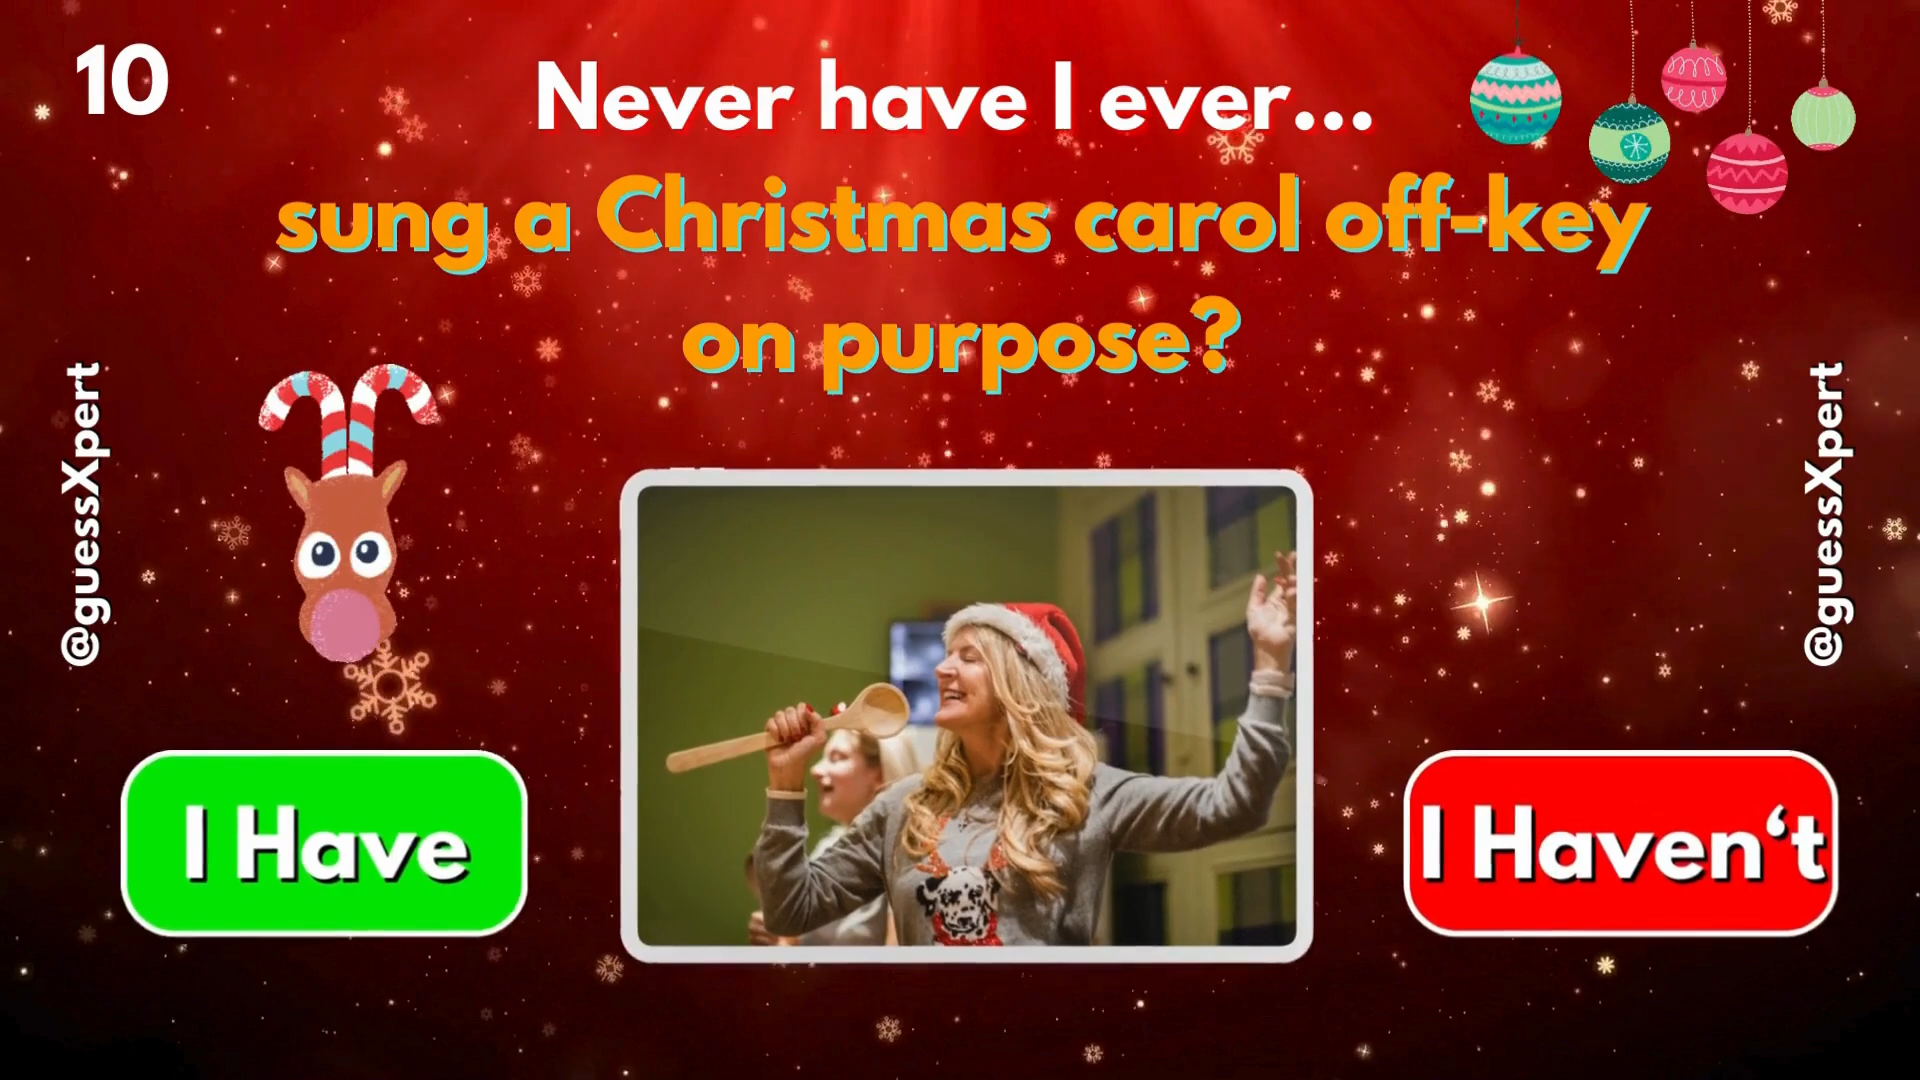 10
Never have I ever...
sung a Christmas carol off-key
on purpose?
@guessXpert
@guessXpert
I Have
I Haven‘t